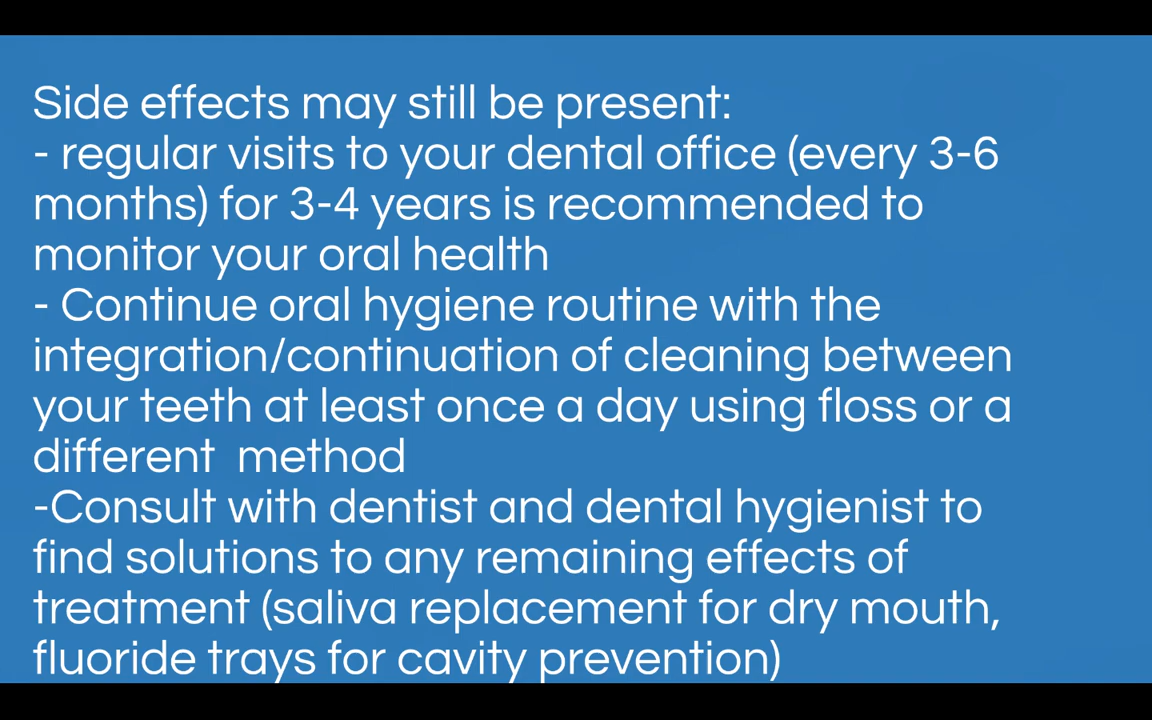 Side effects may still be present:
- regular visits to your dental office (every 3-6
months) for 3-4 years is recommended to
monitor your oral health
- Continue oral hygiene routine with the
integration/continuation of cleaning between
your teeth at least once a day using floss or a
different  method
-Consult with dentist and dental hygienist to
find solutions to any remaining effects of
treatment (saliva replacement for dry mouth,
fluoride trays for cavity prevention)